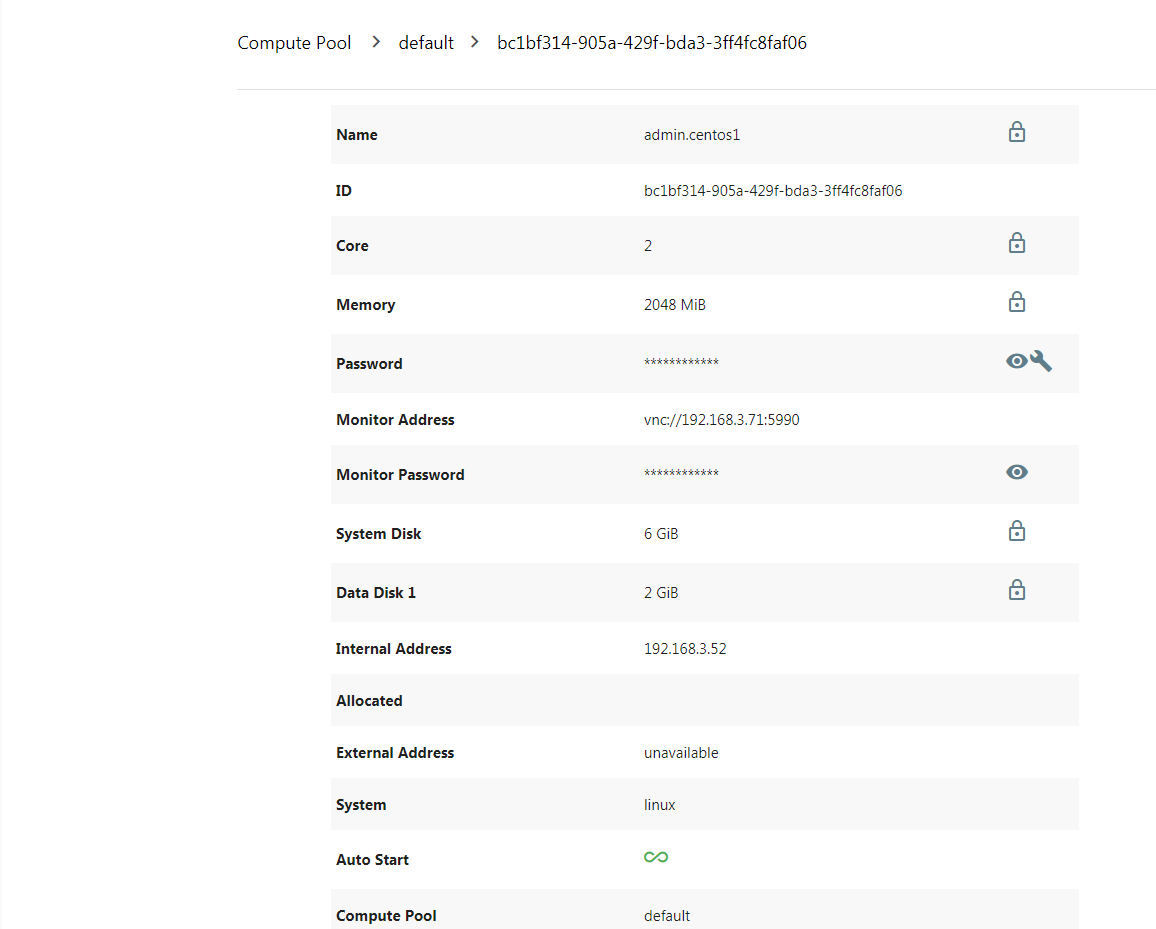 Compute Pool > default > bc1bf314-905a-429f-bda3-3ff4fc8faf06
Name admin.centos1
ID bc1bf314-905a-429f-bda3-3ff4fc8faf06
Core 2
Memory 2048 MiB
Password ************
Monitor Address vnc://192.168.3.71:5990
Monitor Password ************
System Disk 6 GiB
Data Disk 1 2 GiB
Internal Address 192.168.3.52
Allocated
External Address unavailable
System linux
Auto Start
Compute Pool default